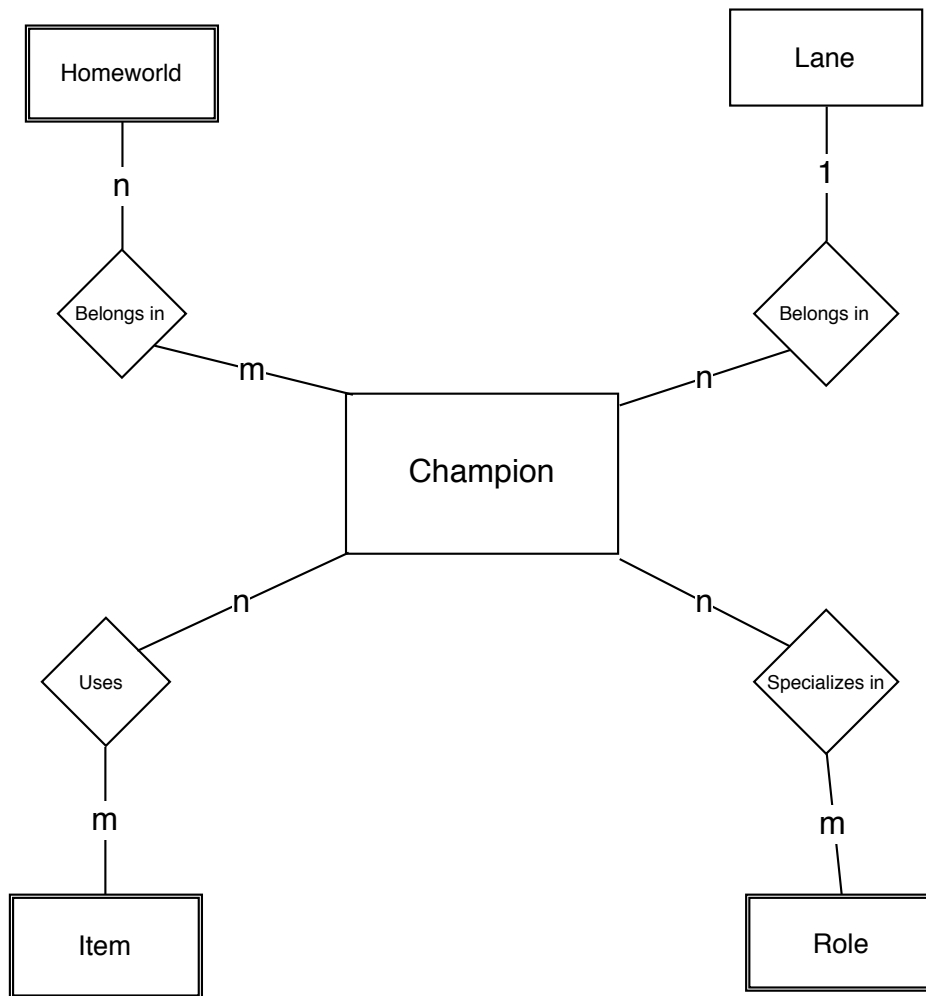 Homeworld
Lane
n
1
Belongs in
Belongs in
m
n
Champion
n
n
Uses
Specializes in
m
m
Item
Role